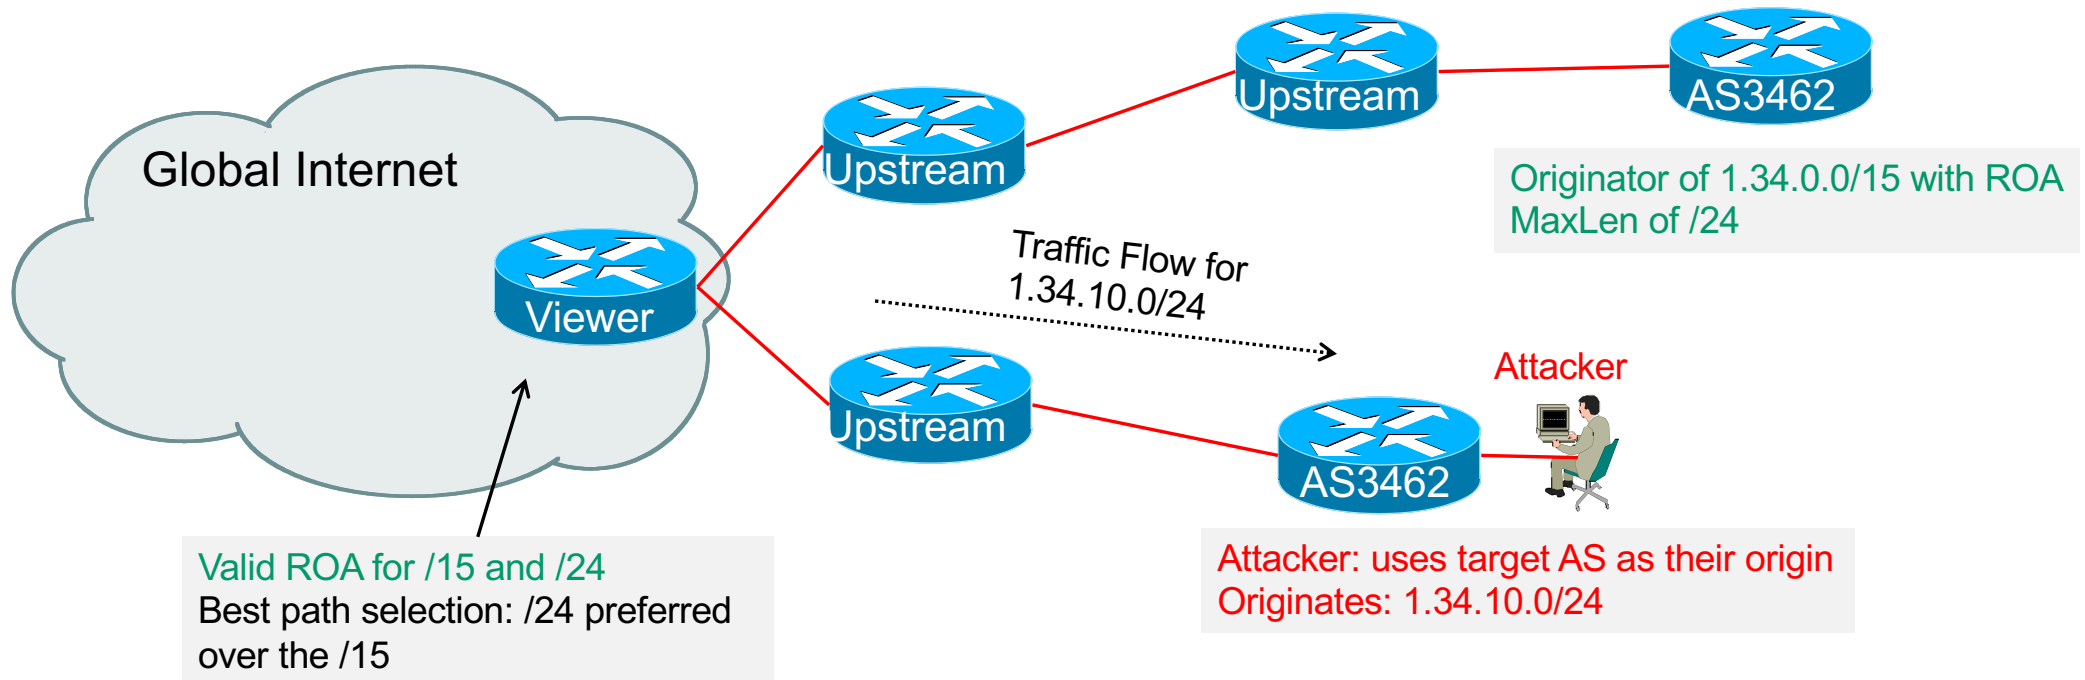 Global Internet
Viewer
Upstream
Upstream
AS3462
Originator of 1.34.0.0/15 with ROA
MaxLen of /24
Traffic Flow for
1.34.10.0/24
Upstream
AS3462
Attacker
Attacker: uses target AS as their origin
Originates: 1.34.10.0/24
Valid ROA for /15 and /24
Best path selection: /24 preferred
over the /15